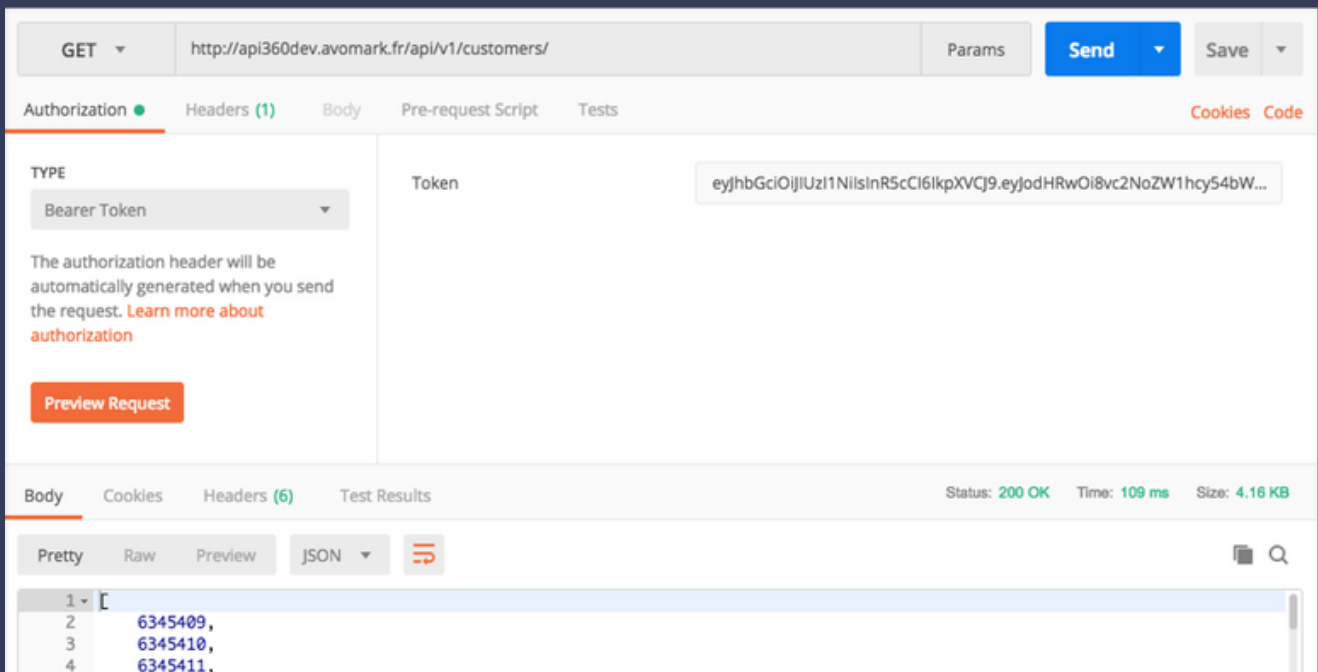 GET http://api360dev.avomark.fr/api/v1/customers/ Params Send Save
Authorization Headers (1) Body Pre-request Script Tests Cookies Code
TYPE
Bearer Token
The authorization header will be
automatically generated when you send
the request. Learn more about
authorization
Preview Request
Token eyJhbGciOiJIUzI1NiIsInR5cCI6IkpXVCJ9.eyJodHRwOi8vc2NoZW1hcy54bW...
Body Cookies Headers (6) Test Results Status: 200 OK Time: 109 ms Size: 4.16 KB
Pretty Raw Preview JSON
1 [
2 6345409,
3 6345410,
4 6345411,